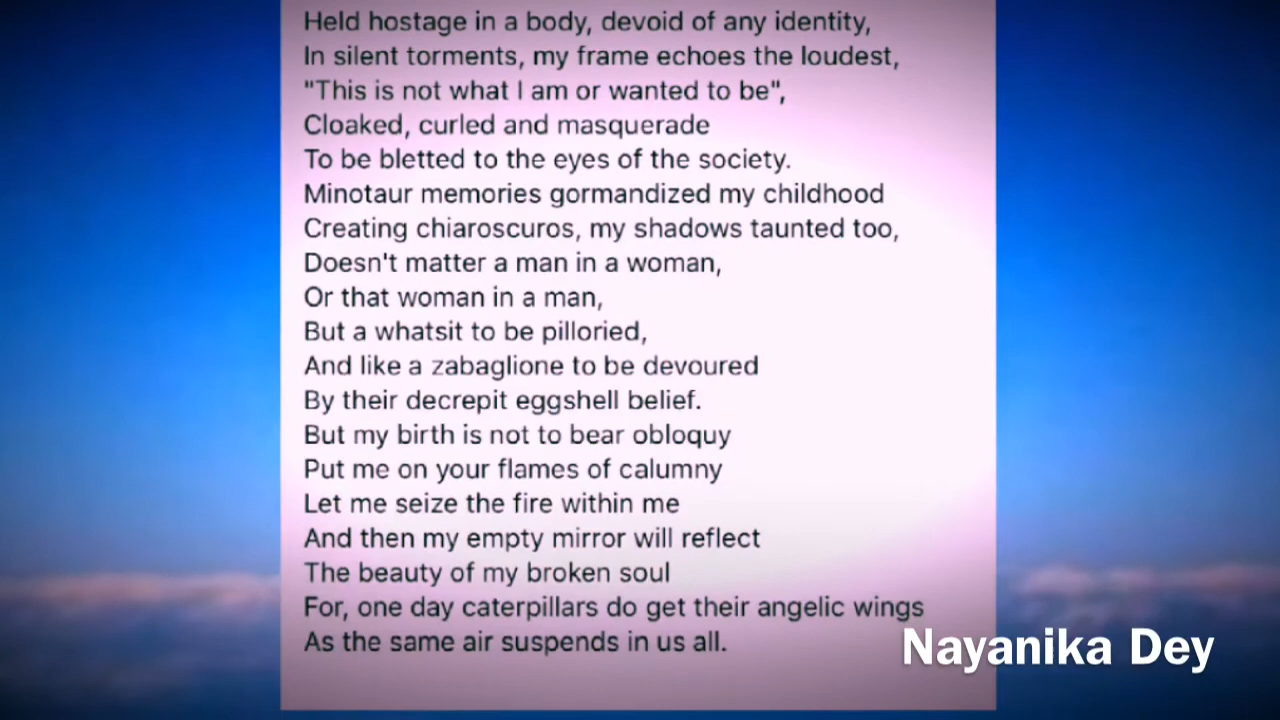 Held hostage in a body, devoid of any identity,
In silent torments, my frame echoes the loudest,
"This is not what I am or wanted to be",
Cloaked, curled and masquerade
To be bletted to the eyes of the society.
Minotaur memories gormandized my childhood
Creating chiaroscuros, my shadows taunted too,
Doesn't matter a man in a woman,
Or that woman in a man,
But a whatsit to be pilloried,
And like a zabaglione to be devoured
By their decrepit eggshell belief.
But my birth is not to bear obloquy
Put me on your flames of calumny
Let me seize the fire within me
And then my empty mirror will reflect
The beauty of my broken soul
For, one day caterpillars do get their angelic wings
As the same air suspends in us all.
Nayanika Dey